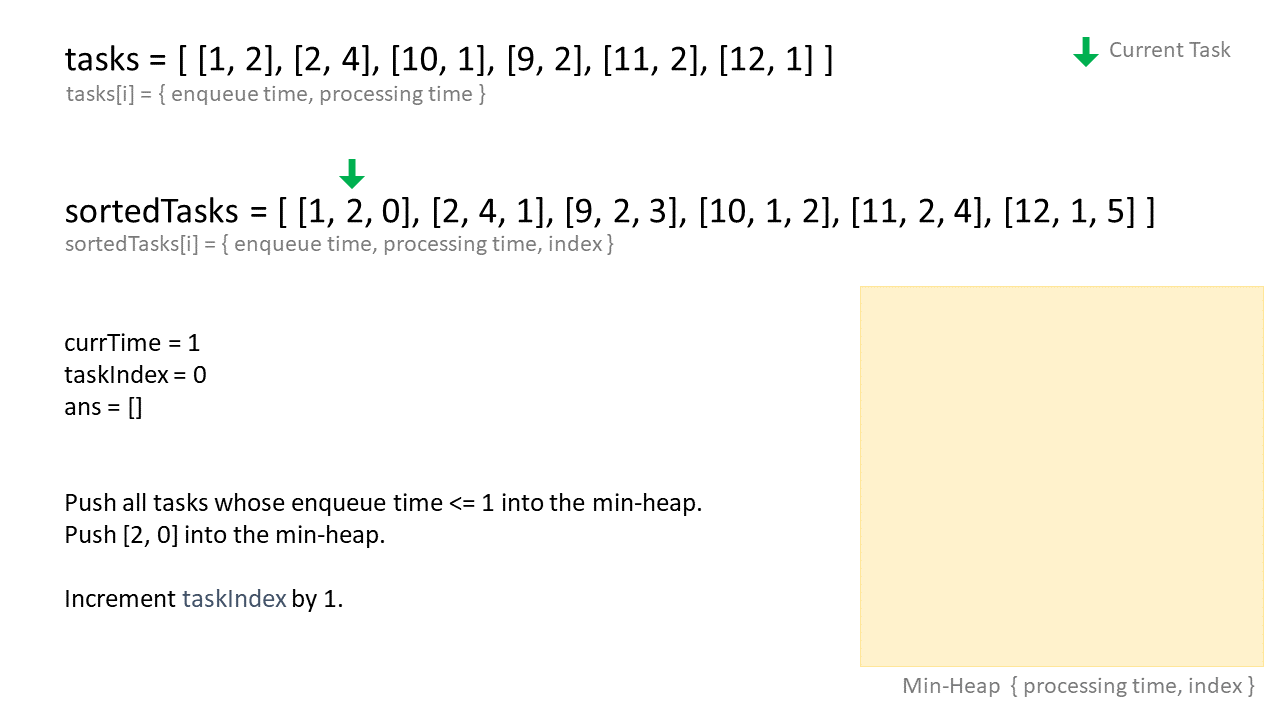 tasks = [ [1, 2], [2, 4], [10, 1], [9, 2], [11, 2], [12, 1] ]
Current Task
tasks[i] = { enqueue time, processing time }
sortedTasks = [ [1, 2, 0], [2, 4, 1], [9, 2, 3], [10, 1, 2], [11, 2, 4], [12, 1, 5] ]
sortedTasks[i] = { enqueue time, processing time, index }
currTime = 1
taskIndex = 0
ans = []
Push all tasks whose enqueue time <= 1 into the min-heap.
Push [2, 0] into the min-heap.
Increment taskIndex by 1.
Min-Heap { processing time, index }